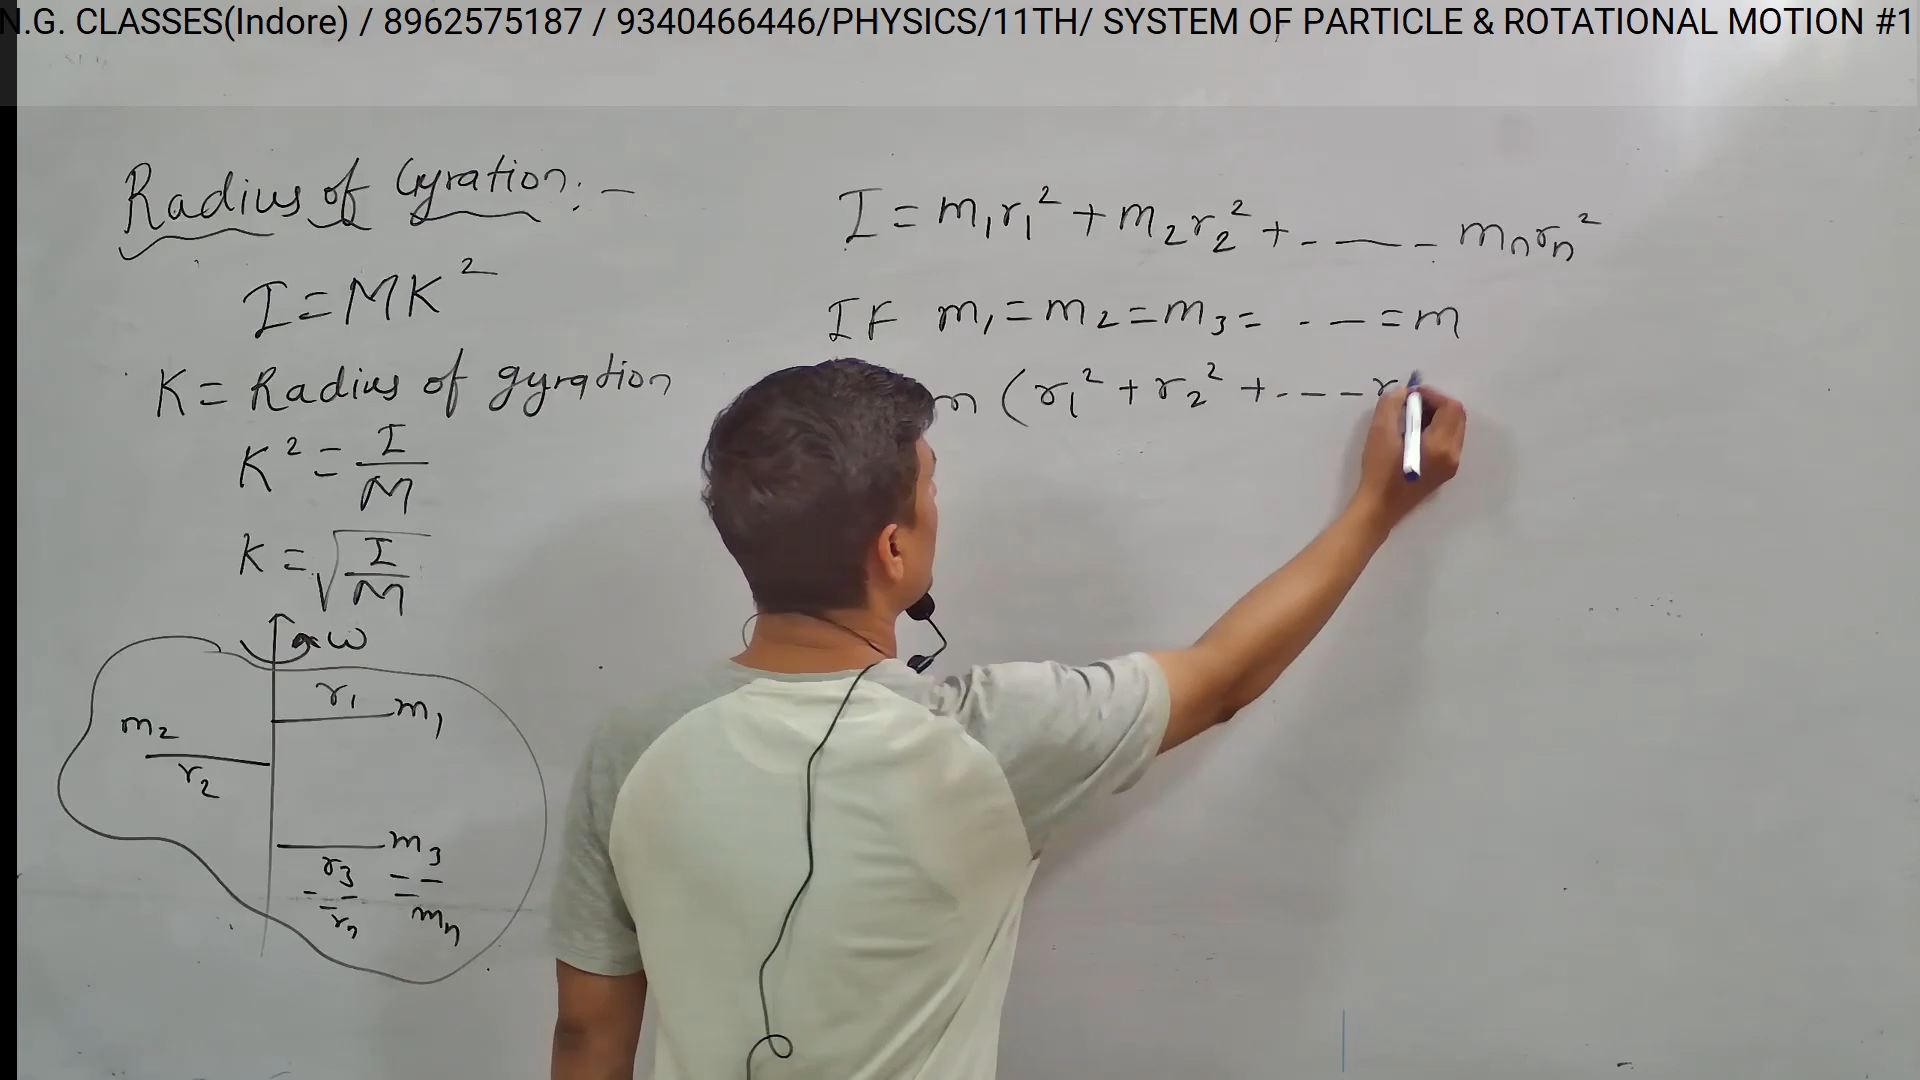 N.G. CLASSES(Indore) / 8962575187 / 9340466446/PHYSICS/11TH/ SYSTEM OF PARTICLE & ROTATIONAL MOTION #1
Radius of Gyration :-
I = MK²
K = Radius of gyration
K² = I/M
K = √(I/M)
ω
r₁ m₁
m₂
r₂
m₃
r₃
rₙ mₙ
I = m₁r₁² + m₂r₂² + - — - mₙrₙ²
IF m₁ = m₂ = m₃ = - — = m
m (r₁² + r₂² + - - - r